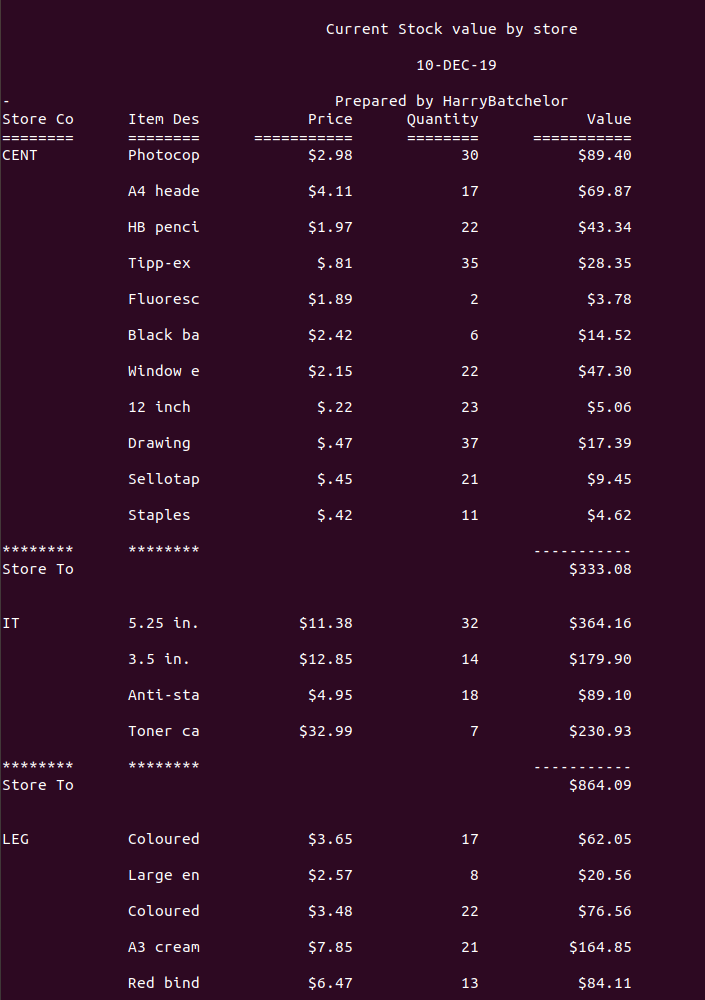 Current Stock value by store
10-DEC-19
- Prepared by HarryBatchelor
Store Co Item Des Price Quantity Value
======== ======== =========== ======== ===========
CENT Photocop $2.98 30 $89.40
A4 heade $4.11 17 $69.87
HB penci $1.97 22 $43.34
Tipp-ex $.81 35 $28.35
Fluoresc $1.89 2 $3.78
Black ba $2.42 6 $14.52
Window e $2.15 22 $47.30
12 inch $.22 23 $5.06
Drawing $.47 37 $17.39
Sellotap $.45 21 $9.45
Staples $.42 11 $4.62
******** ******** -----------
Store To $333.08
IT 5.25 in. $11.38 32 $364.16
3.5 in. $12.85 14 $179.90
Anti-sta $4.95 18 $89.10
Toner ca $32.99 7 $230.93
******** ******** -----------
Store To $864.09
LEG Coloured $3.65 17 $62.05
Large en $2.57 8 $20.56
Coloured $3.48 22 $76.56
A3 cream $7.85 21 $164.85
Red bind $6.47 13 $84.11